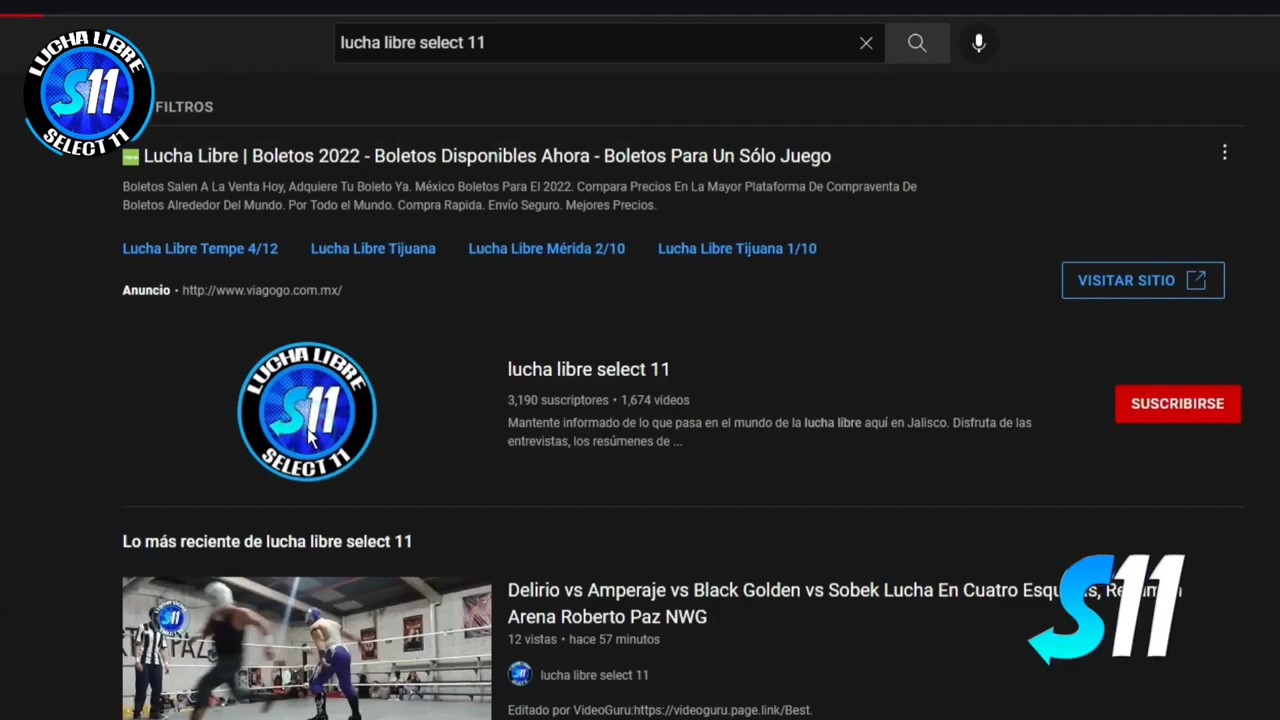 lucha libre select 11
LUCHA LIBRE
S11
SELECT 11
FILTROS
Lucha Libre | Boletos 2022 - Boletos Disponibles Ahora - Boletos Para Un Sólo Juego
Boletos Salen A La Venta Hoy, Adquiere Tu Boleto Ya. México Boletos Para El 2022. Compara Precios En La Mayor Plataforma De Compraventa De
Boletos Alrededor Del Mundo. Por Todo el Mundo. Compra Rapida. Envío Seguro. Mejores Precios.
Lucha Libre Tempe 4/12 Lucha Libre Tijuana Lucha Libre Mérida 2/10 Lucha Libre Tijuana 1/10
VISITAR SITIO
Anuncio • http://www.viagogo.com.mx/
LUCHA LIBRE
S11
SELECT 11
lucha libre select 11
3,190 suscriptores • 1,674 videos
SUSCRIBIRSE
Mantente informado de lo que pasa en el mundo de la lucha libre aquí en Jalisco. Disfruta de las
entrevistas, los resúmenes de ...
Lo más reciente de lucha libre select 11
Delirio vs Amperaje vs Black Golden vs Sobek Lucha En Cuatro
Arena Roberto Paz NWG
12 vistas • hace 57 minutos
S11
lucha libre select 11
Editado por VideoGuru:https://videoguru.page.link/Best.